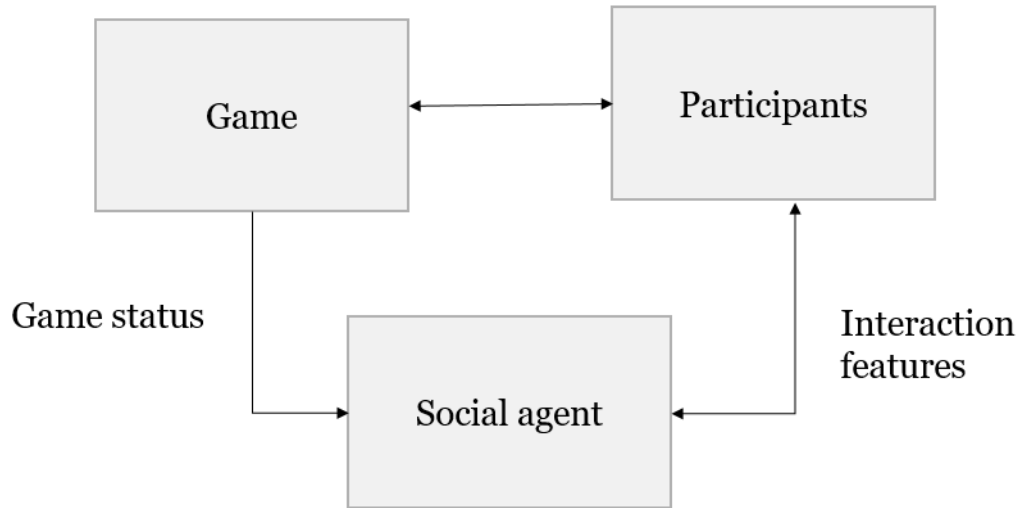 Game
Participants
Game status
Interaction
features
Social agent